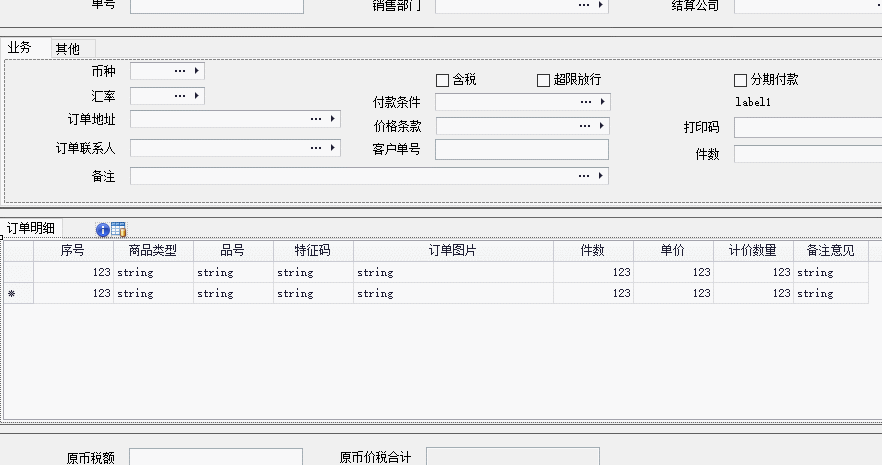 单号 销售部门 结算公司
业务 其他
币种 含税 超限放行 分期付款
汇率 付款条件 label1
订单地址 价格条款 打印码
订单联系人 客户单号 件数
备注
订单明细
序号 商品类型 品号 特征码 订单图片 件数 单价 计价数量 备注意见
123 string string string string 123 123 123 string
* 123 string string string string 123 123 123 string
原币税额 原币价税合计